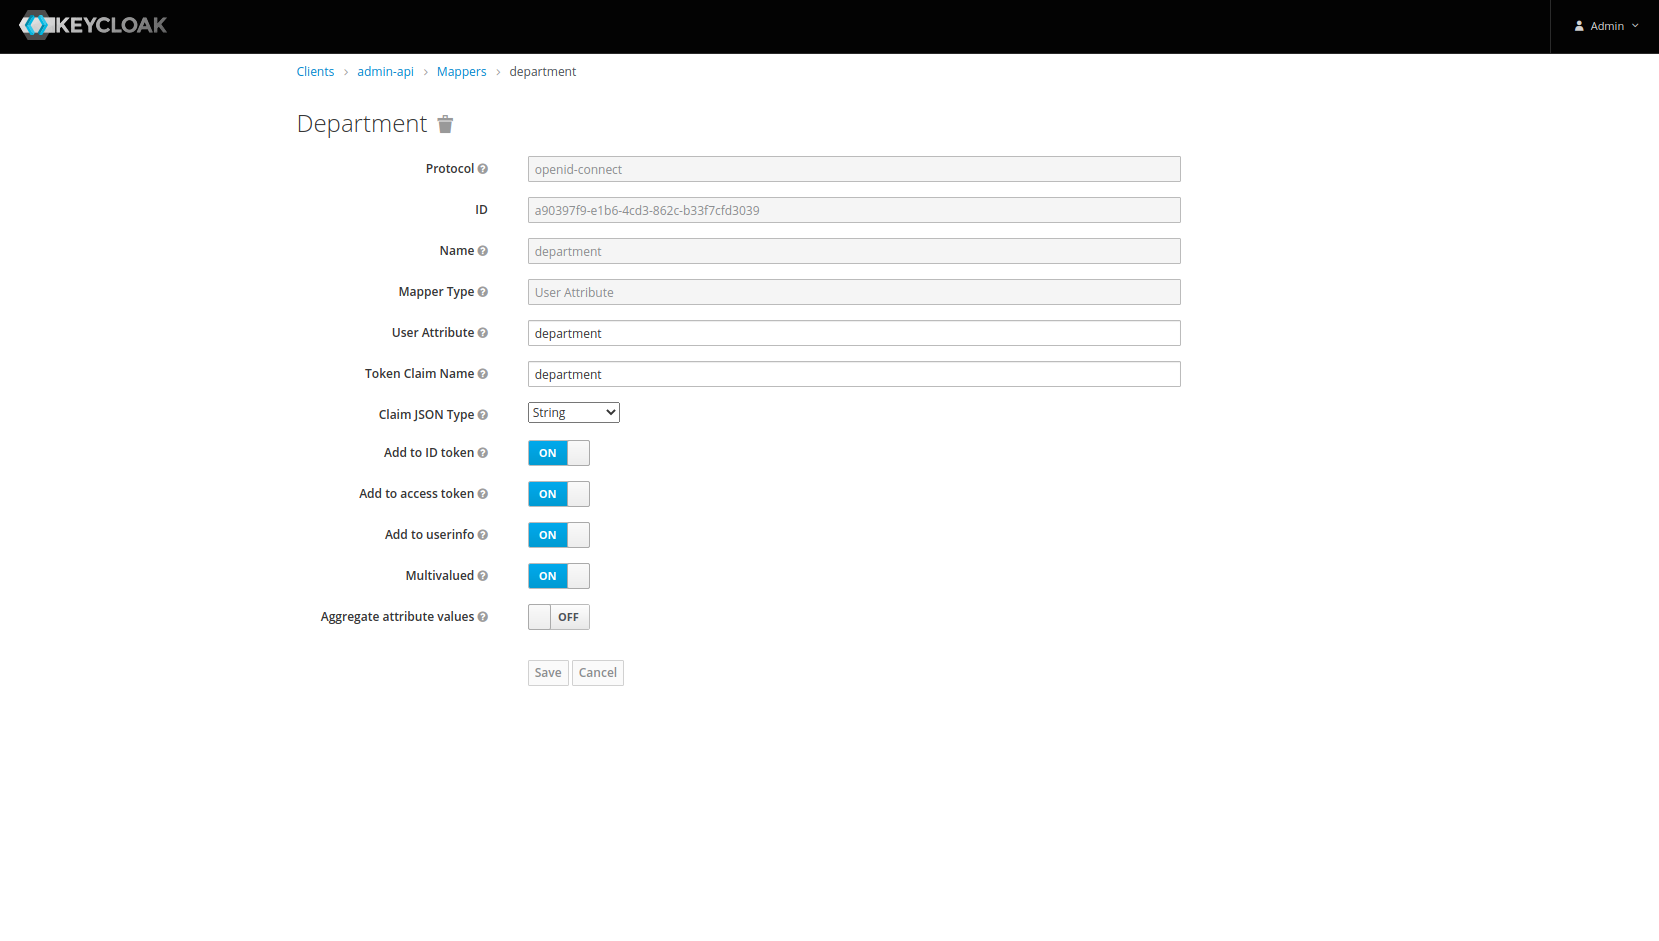 KEYCLOAK
Admin
Clients > admin-api > Mappers > department
Department
Protocol openid-connect
ID a90397f9-e1b6-4cd3-862c-b33f7cfd3039
Name department
Mapper Type User Attribute
User Attribute department
Token Claim Name department
Claim JSON Type String
Add to ID token ON
Add to access token ON
Add to userinfo ON
Multivalued ON
Aggregate attribute values OFF
Save Cancel